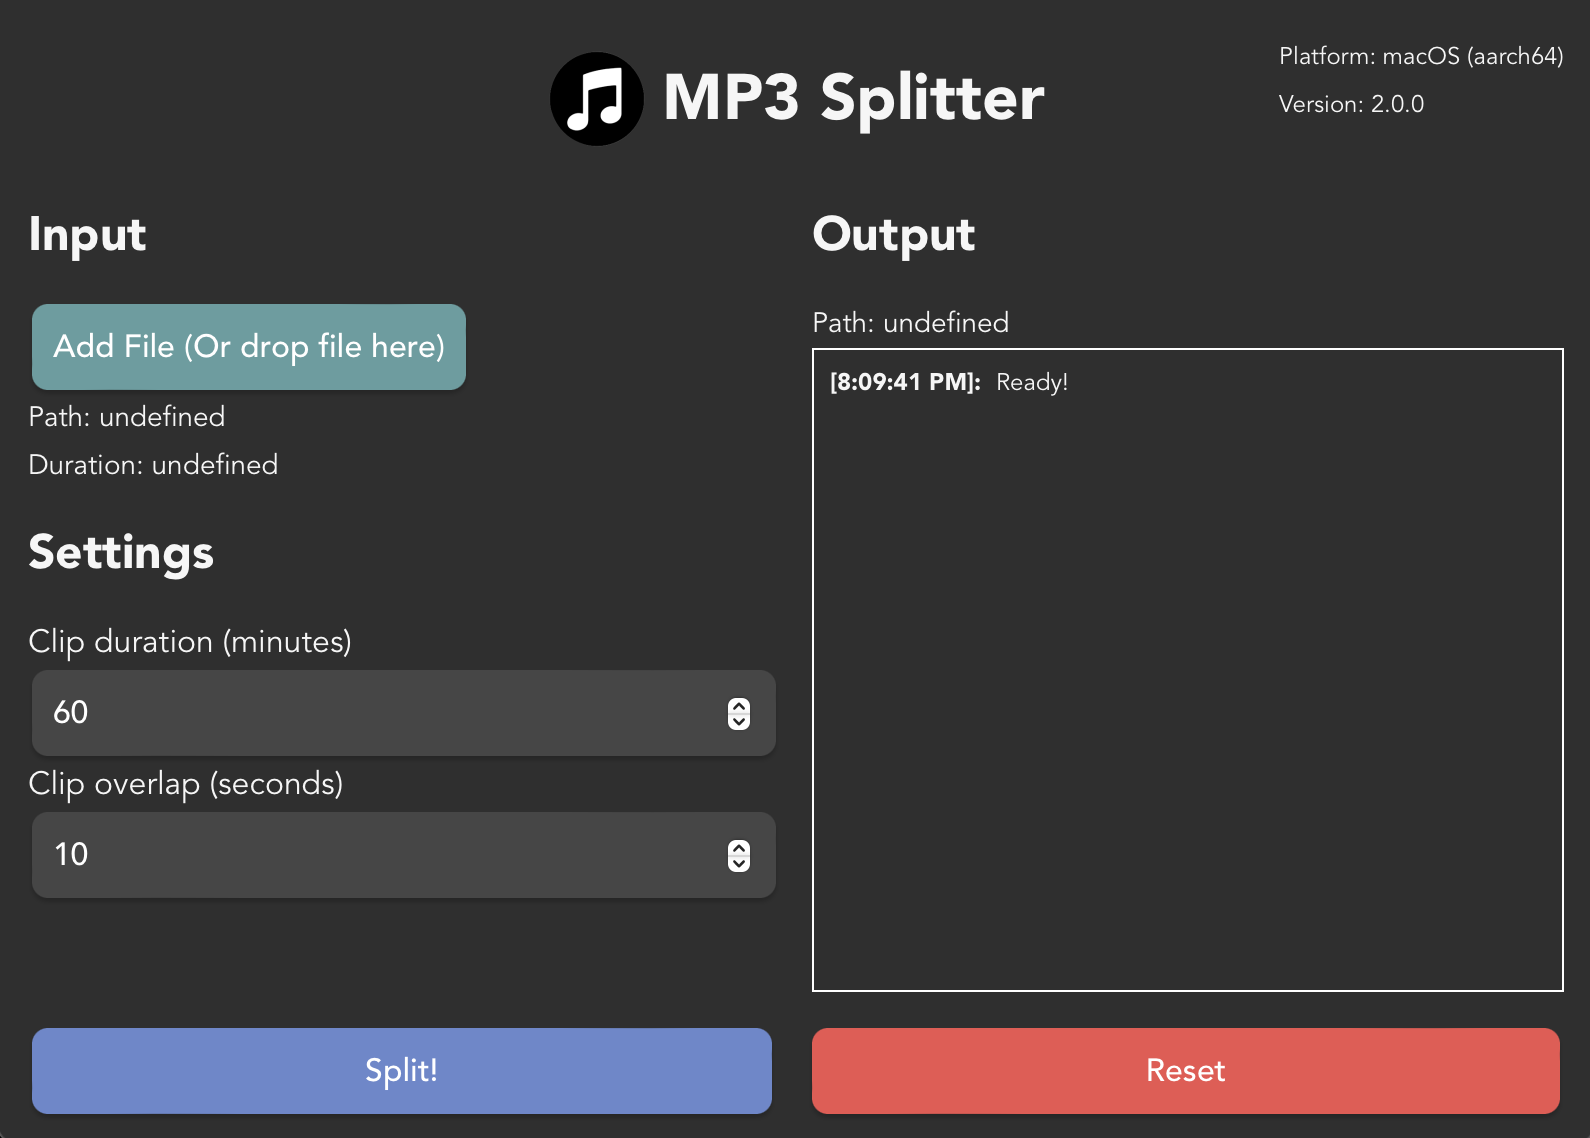 MP3 Splitter
Platform: macOS (aarch64)
Version: 2.0.0
Input
Add File (Or drop file here)
Path: undefined
Duration: undefined
Settings
Clip duration (minutes)
60
Clip overlap (seconds)
10
Split!
Output
Path: undefined
[8:09:41 PM]: Ready!
Reset